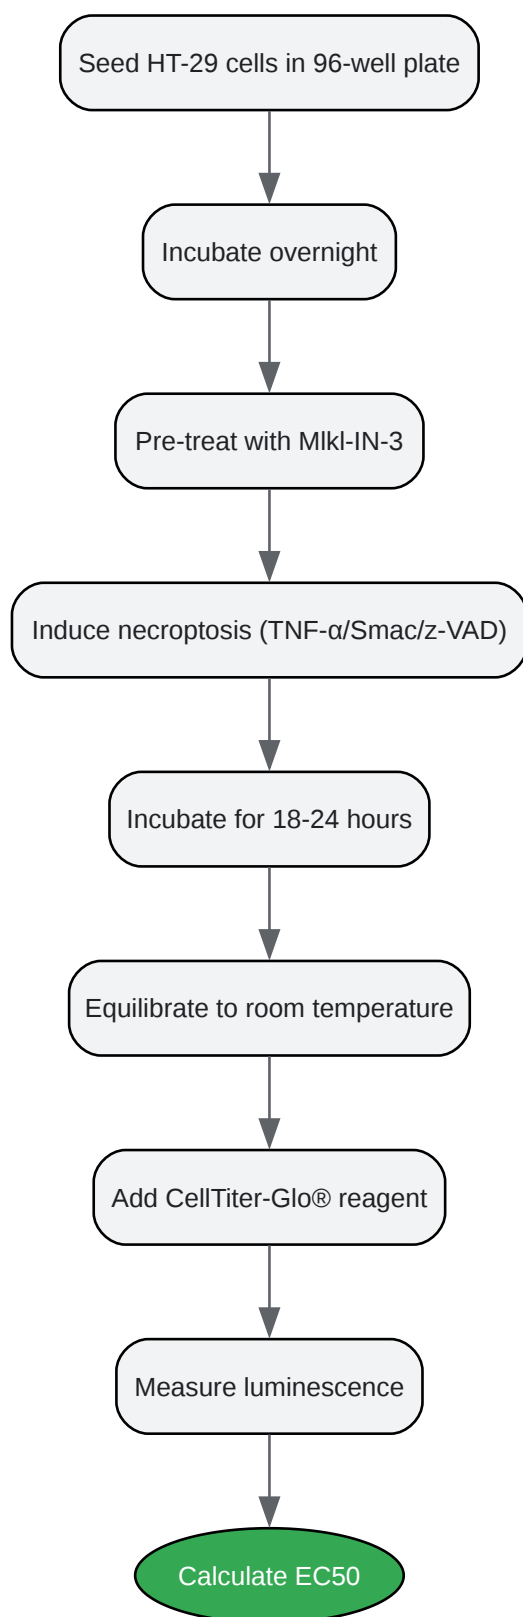 Seed HT-29 cells in 96-well plate
Incubate overnight
Pre-treat with Mlkl-IN-3
Induce necroptosis (TNF-α/Smac/z-VAD)
Incubate for 18-24 hours
Equilibrate to room temperature
Add CellTiter-Glo® reagent
Measure luminescence
Calculate EC50